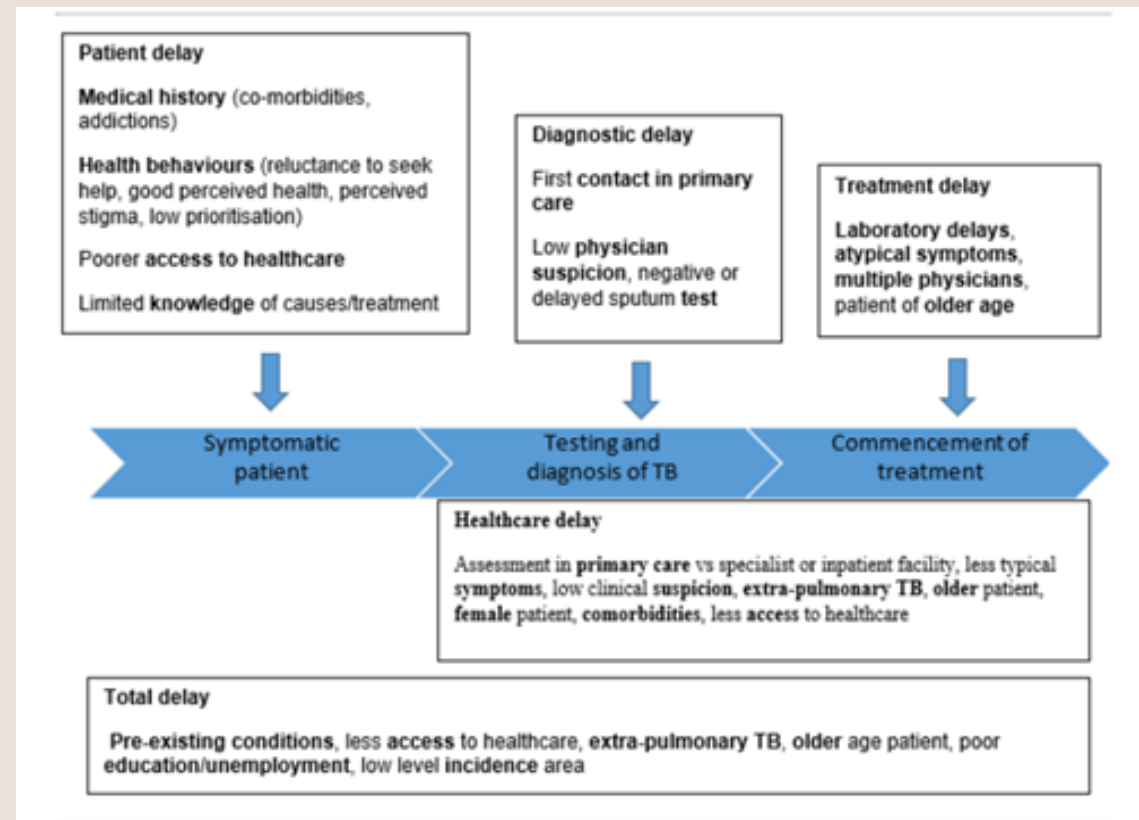 Patient delay
Medical history (co-morbidities,
addictions)
Health behaviours (reluctance to seek
help, good perceived health, perceived
stigma, low prioritisation)
Poorer access to healthcare
Limited knowledge of causes/treatment
Diagnostic delay
First contact in primary
care
Low physician
suspicion, negative or
delayed sputum test
Treatment delay
Laboratory delays,
atypical symptoms,
multiple physicians,
patient of older age
Symptomatic
patient
Testing and
diagnosis of TB
Commencement of
treatment
Healthcare delay
Assessment in primary care vs specialist or inpatient facility, less typical
symptoms, low clinical suspicion, extra-pulmonary TB, older patient,
female patient, comorbidities, less access to healthcare
Total delay
Pre-existing conditions, less access to healthcare, extra-pulmonary TB, older age patient, poor
education/unemployment, low level incidence area